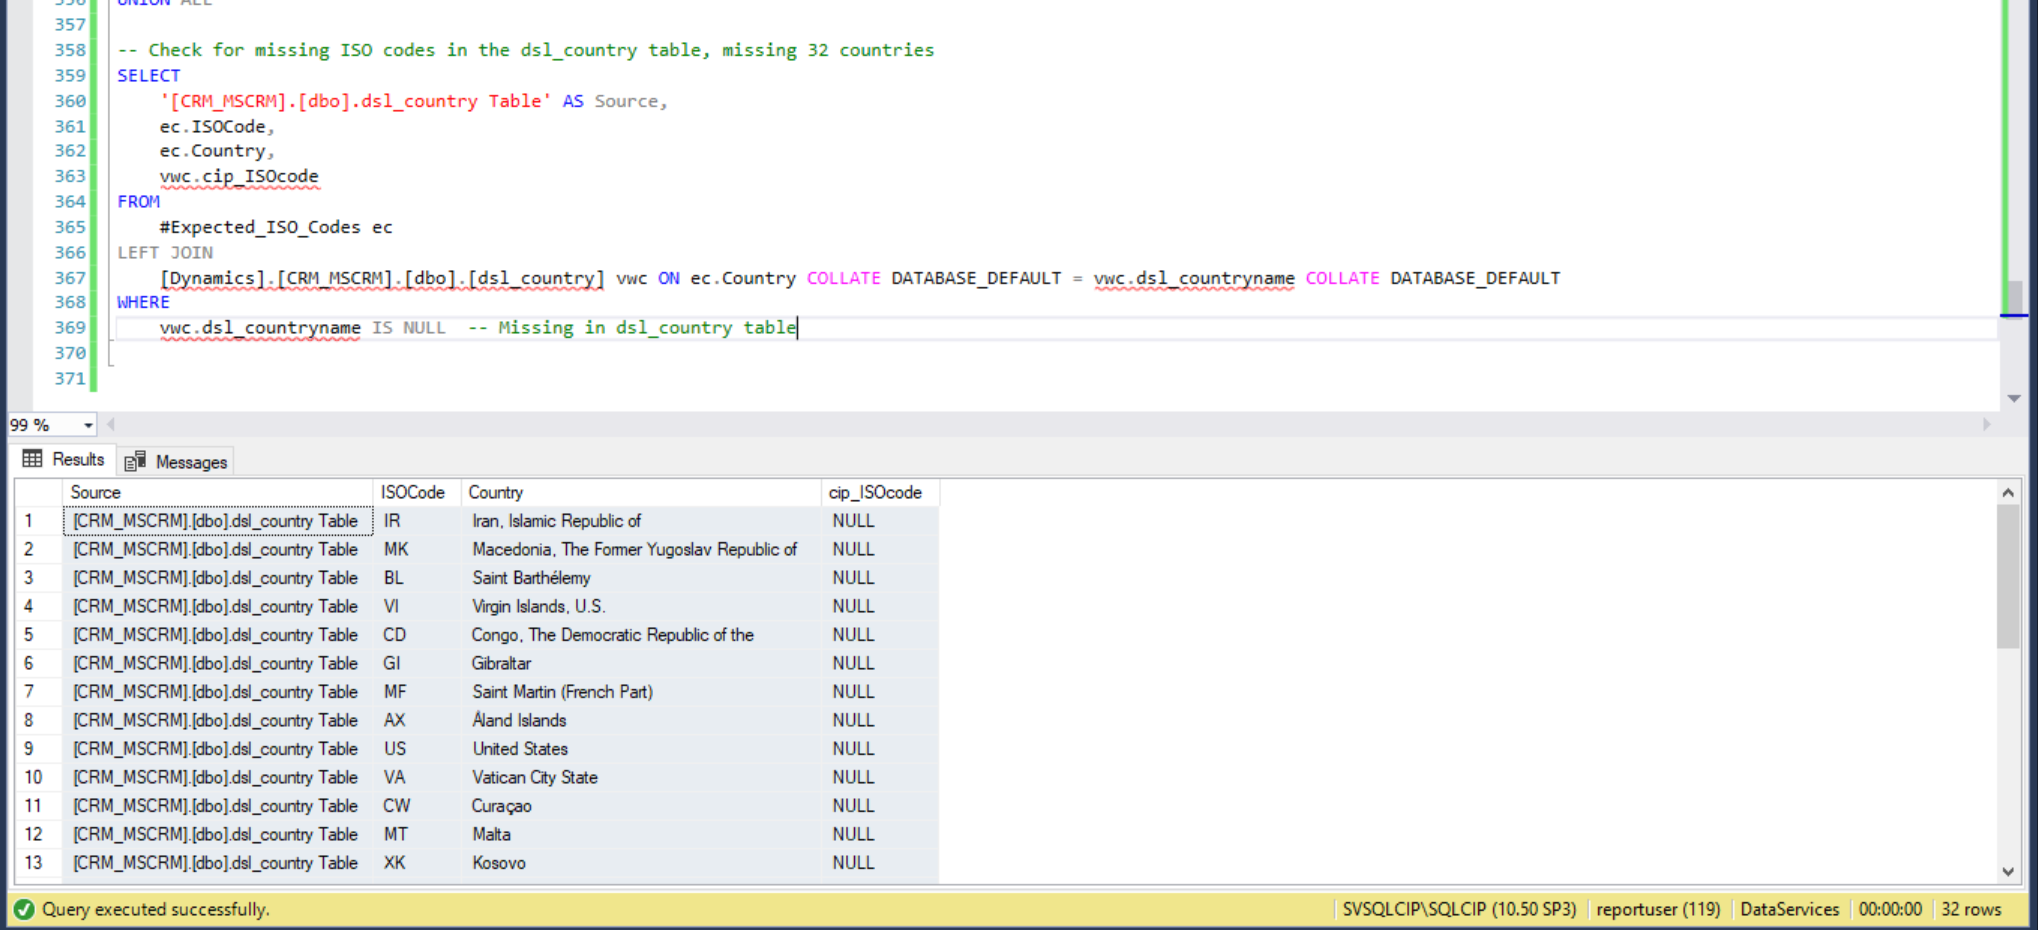 356 UNION ALL
357
358 -- Check for missing ISO codes in the dsl_country table, missing 32 countries
359 SELECT
360 '[CRM_MSCRM].[dbo].dsl_country Table' AS Source,
361 ec.ISOCode,
362 ec.Country,
363 vwc.cip_ISOcode
364 FROM
365 #Expected_ISO_Codes ec
366 LEFT JOIN
367 [Dynamics].[CRM_MSCRM].[dbo].[dsl_country] vwc ON ec.Country COLLATE DATABASE_DEFAULT = vwc.dsl_countryname COLLATE DATABASE_DEFAULT
368 WHERE
369 vwc.dsl_countryname IS NULL -- Missing in dsl_country table
370
371
99 %
Results Messages
Source ISOCode Country cip_ISOcode
1 [CRM_MSCRM].[dbo].dsl_country Table IR Iran, Islamic Republic of NULL
2 [CRM_MSCRM].[dbo].dsl_country Table MK Macedonia, The Former Yugoslav Republic of NULL
3 [CRM_MSCRM].[dbo].dsl_country Table BL Saint Barthélemy NULL
4 [CRM_MSCRM].[dbo].dsl_country Table VI Virgin Islands, U.S. NULL
5 [CRM_MSCRM].[dbo].dsl_country Table CD Congo, The Democratic Republic of the NULL
6 [CRM_MSCRM].[dbo].dsl_country Table GI Gibraltar NULL
7 [CRM_MSCRM].[dbo].dsl_country Table MF Saint Martin (French Part) NULL
8 [CRM_MSCRM].[dbo].dsl_country Table AX Åland Islands NULL
9 [CRM_MSCRM].[dbo].dsl_country Table US United States NULL
10 [CRM_MSCRM].[dbo].dsl_country Table VA Vatican City State NULL
11 [CRM_MSCRM].[dbo].dsl_country Table CW Curaçao NULL
12 [CRM_MSCRM].[dbo].dsl_country Table MT Malta NULL
13 [CRM_MSCRM].[dbo].dsl_country Table XK Kosovo NULL
Query executed successfully. SVSQLCIP\SQLCIP (10.50 SP3) reportuser (119) DataServices 00:00:00 32 rows